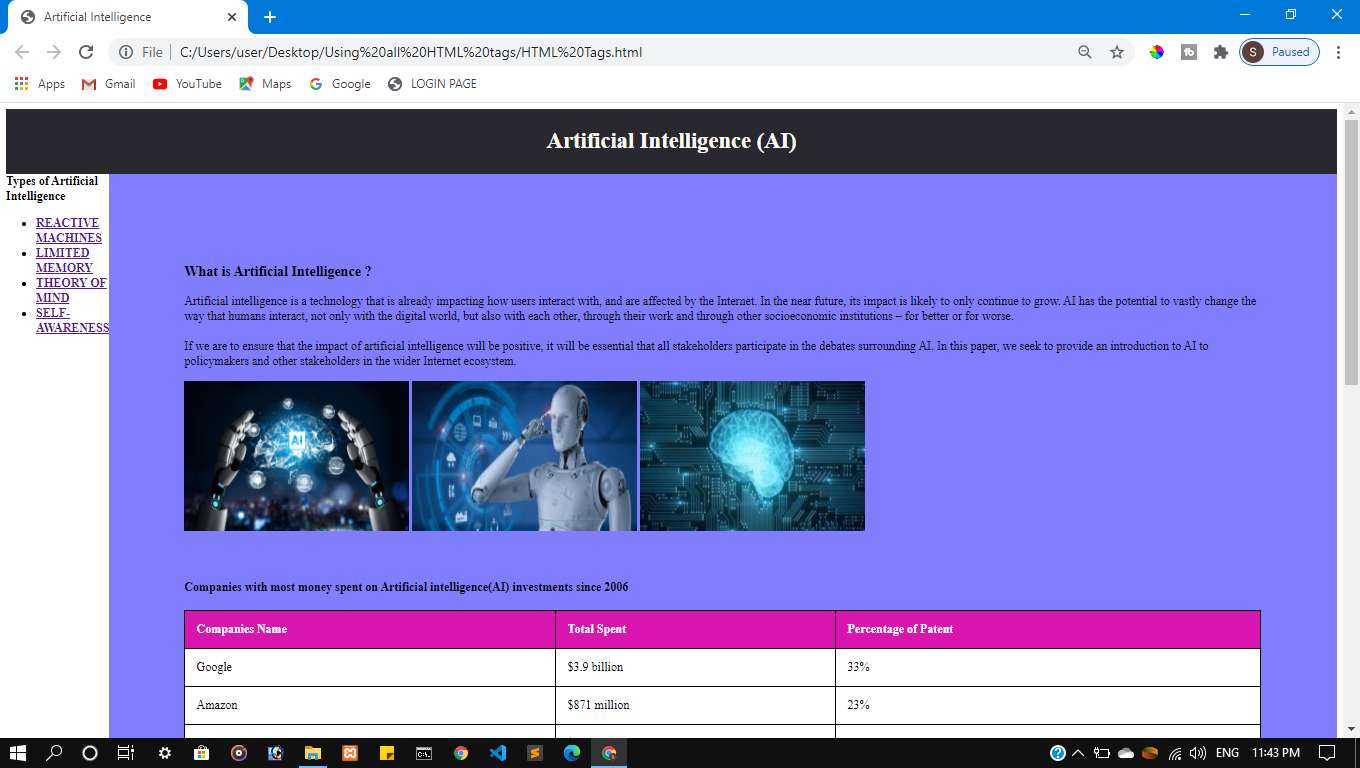 Artificial Intelligence
File
C:/Users/user/Desktop/Using%20all%20HTML%20tags/HTML%20Tags.html
S
Paused
Apps
Gmail
YouTube
Maps
Google
LOGIN PAGE
Artificial Intelligence (AI)
Types of Artificial
Intelligence
REACTIVE
MACHINES
LIMITED
MEMORY
THEORY OF
MIND
SELF-
AWARENESS
What is Artificial Intelligence ?
Artificial intelligence is a technology that is already impacting how users interact with, and are affected by the Internet. In the near future, its impact is likely to only continue to grow. AI has the potential to vastly change the
way that humans interact, not only with the digital world, but also with each other, through their work and through other socioeconomic institutions – for better or for worse.
If we are to ensure that the impact of artificial intelligence will be positive, it will be essential that all stakeholders participate in the debates surrounding AI. In this paper, we seek to provide an introduction to AI to
policymakers and other stakeholders in the wider Internet ecosystem.
AI
Companies with most money spent on Artificial intelligence(AI) investments since 2006
Companies Name Total Spent Percentage of Patent
Google $3.9 billion 33%
Amazon $871 million 23%
ENG
11:43 PM